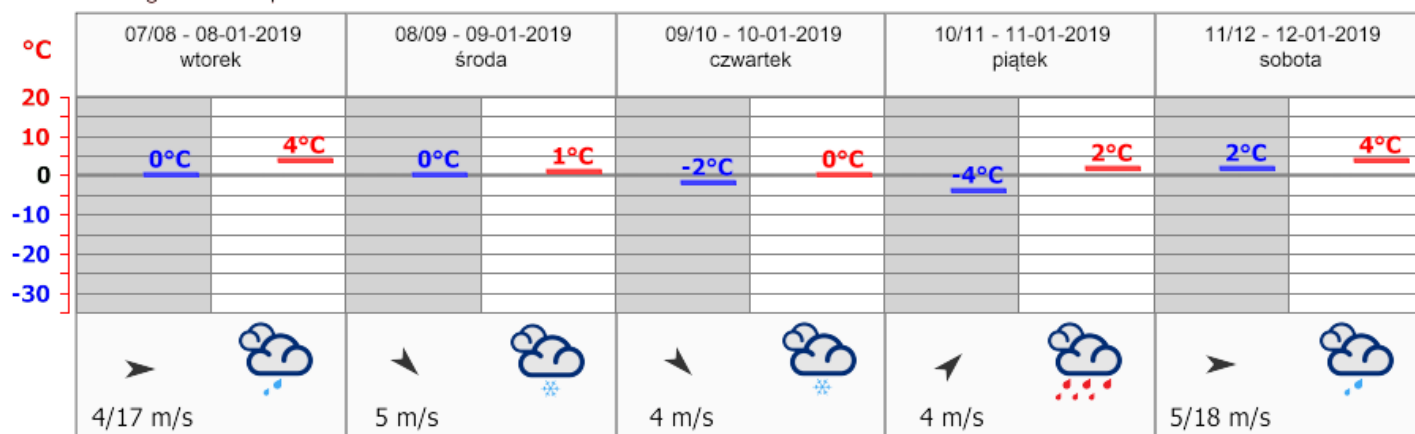 07/08 - 08-01-2019
wtorek
08/09 - 09-01-2019
środa
09/10 - 10-01-2019
czwartek
10/11 - 11-01-2019
piątek
11/12 - 12-01-2019
sobota
°C
20
10
0
-10
-20
-30
0°C
4°C
0°C
1°C
-2°C
0°C
-4°C
2°C
2°C
4°C
4/17 m/s
5 m/s
4 m/s
4 m/s
5/18 m/s